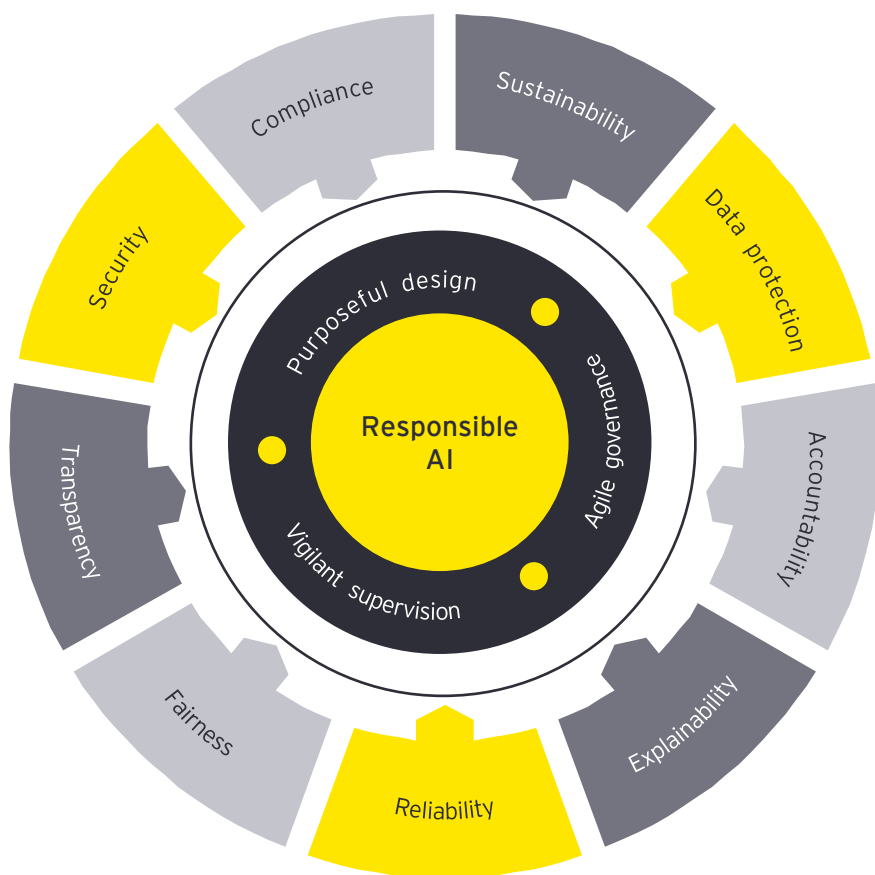 Compliance
Sustainability
Data protection
Accountability
Explainability
Reliability
Fairness
Transparency
Security
Purposeful design
Agile governance
Vigilant supervision
Responsible
AI